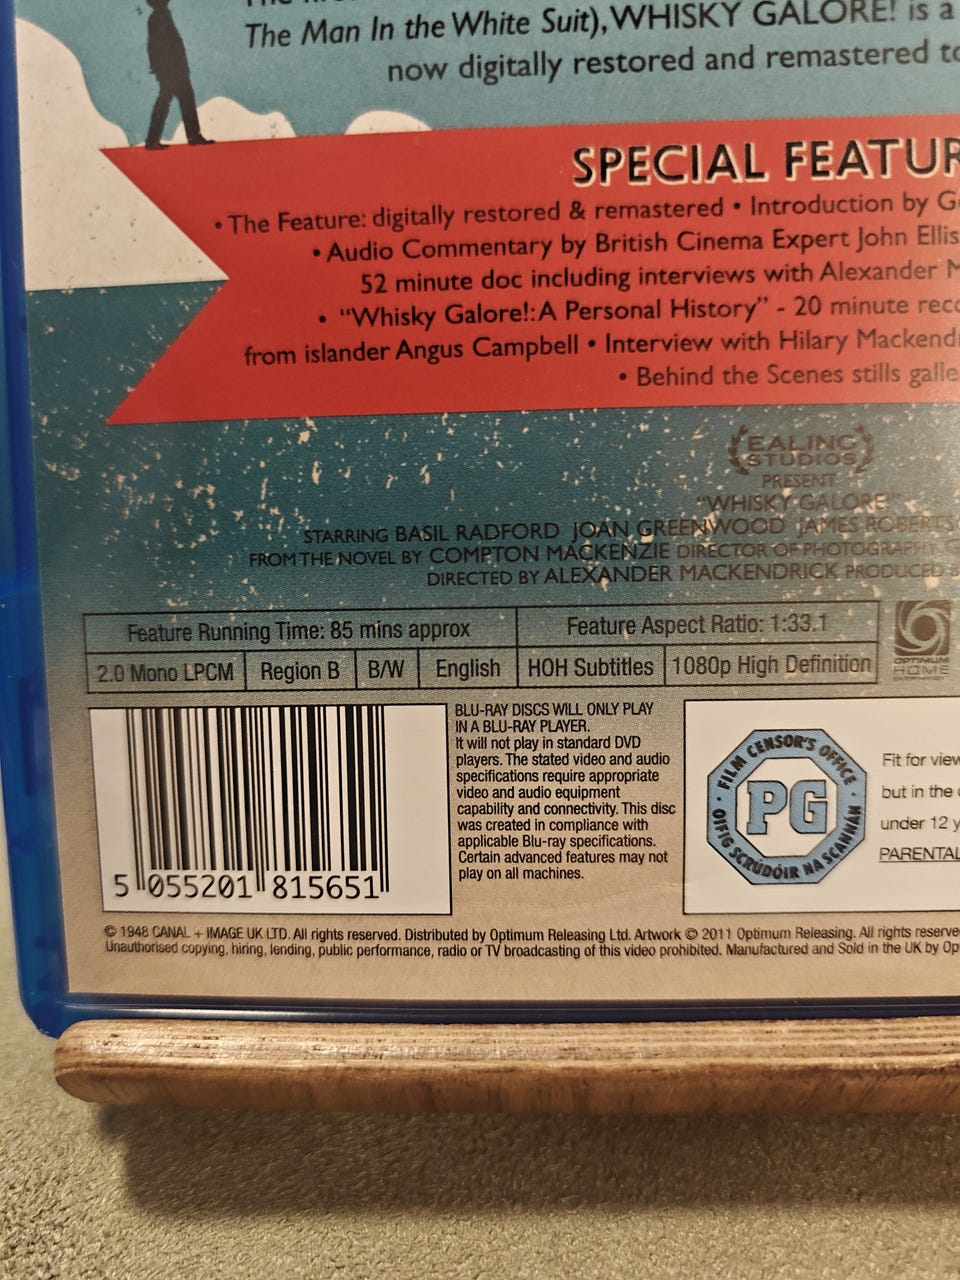 The Man In the White Suit), WHISKY GALORE! is a
now digitally restored and remastered to
SPECIAL FEATUR
• The Feature: digitally restored & remastered • Introduction by G
• Audio Commentary by British Cinema Expert John Ellis
52 minute doc including interviews with Alexander M
• "Whisky Galore!: A Personal History" - 20 minute reco
from islander Angus Campbell • Interview with Hilary Mackend
• Behind the Scenes stills galle
EALING
STUDIOS
PRESENT
"WHISKY GALORE"
STARRING BASIL RADFORD JOAN GREENWOOD JAMES ROBERTS
FROM THE NOVEL BY COMPTON MACKENZIE DIRECTOR OF PHOTOGRAPHY
DIRECTED BY ALEXANDER MACKENDRICK PRODUCED B
Feature Running Time: 85 mins approx
Feature Aspect Ratio: 1:33.1
2.0 Mono LPCM
Region B
B/W
English
HOH Subtitles
1080p High Definition
OPTIMUM
HOME
ENTERTAINMENT
BLU-RAY DISCS WILL ONLY PLAY
IN A BLU-RAY PLAYER.
It will not play in standard DVD
players. The stated video and audio
specifications require appropriate
video and audio equipment
capability and connectivity. This disc
was created in compliance with
applicable Blu-ray specifications.
Certain advanced features may not
play on all machines.
5 055201 815651
· FILM CENSOR'S OFFICE ·
PG
OIFIG SCRÚDÓIR NA SCANNÁN
Fit for view
but in the
under 12 y
PARENTAL
© 1948 CANAL + IMAGE UK LTD. All rights reserved. Distributed by Optimum Releasing Ltd. Artwork © 2011 Optimum Releasing. All rights reserve
Unauthorised copying, hiring, lending, public performance, radio or TV broadcasting of this video prohibited. Manufactured and Sold in the UK by Op